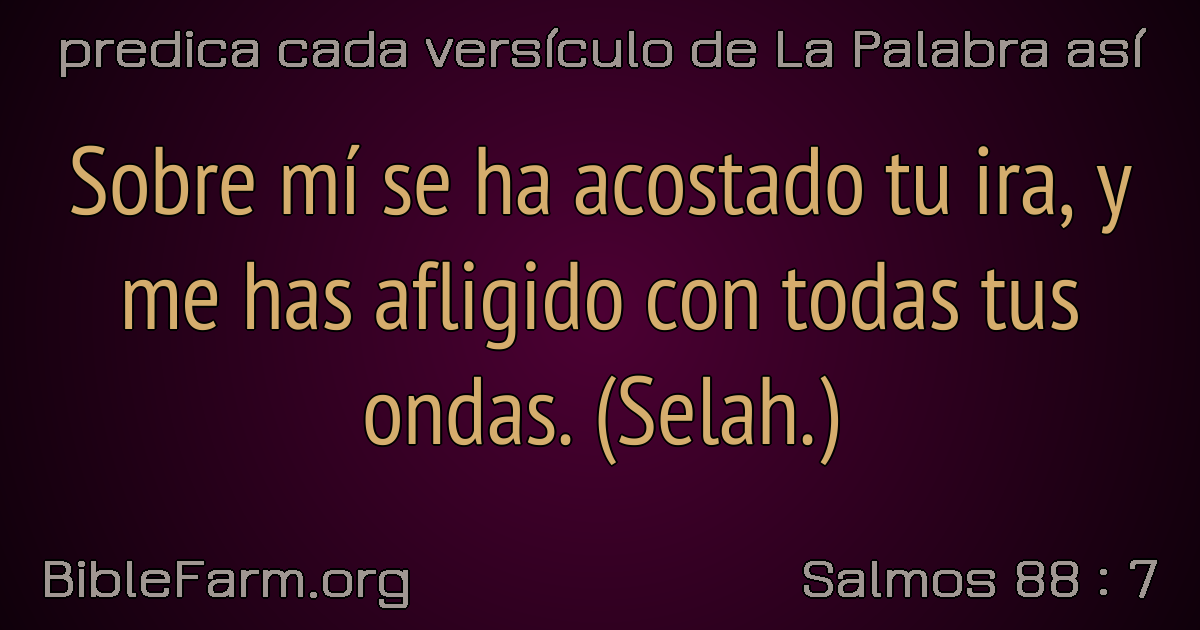 predica cada versículo de La Palabra así
Sobre mí se ha acostado tu ira, y
me has afligido con todas tus
ondas. (Selah.)
BibleFarm.org
Salmos 88 : 7